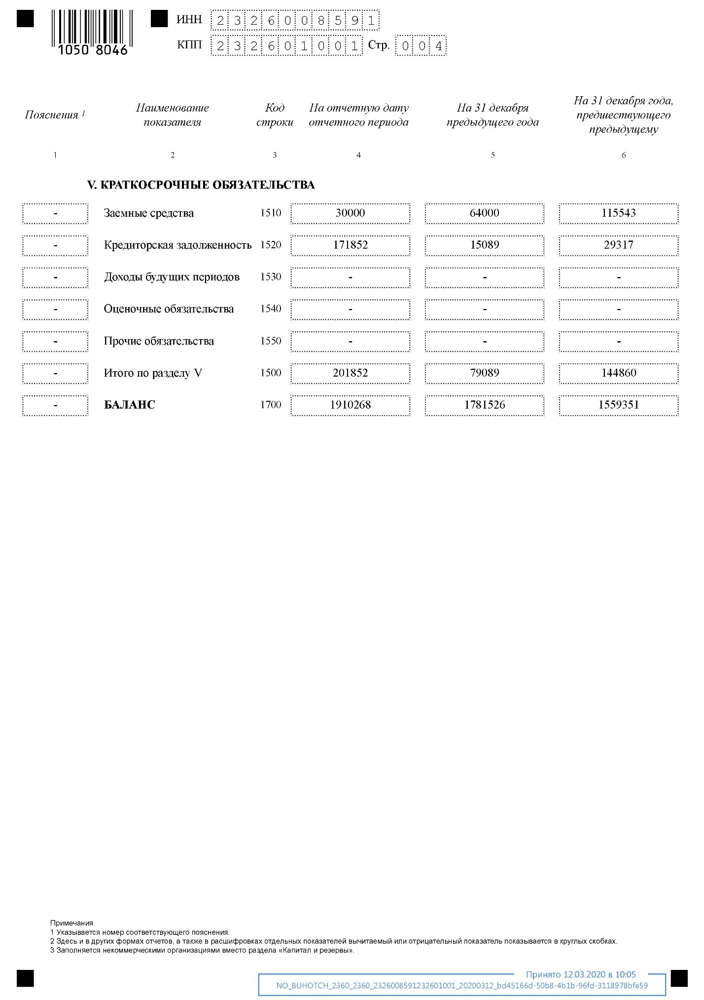 ИНН 2326008591
КПП 232601001 Стр. 004
1050 8046
Пояснения 1 Наименование показателя Код строки На отчетную дату отчетного периода На 31 декабря предыдущего года На 31 декабря года, предшествующего предыдущему
1 2 3 4 5 6
V. КРАТКОСРОЧНЫЕ ОБЯЗАТЕЛЬСТВА
- Заемные средства 1510 30000 64000 115543
- Кредиторская задолженность 1520 171852 15089 29317
- Доходы будущих периодов 1530 - - -
- Оценочные обязательства 1540 - - -
- Прочие обязательства 1550 - - -
- Итого по разделу V 1500 201852 79089 144860
- БАЛАНС 1700 1910268 1781526 1559351
Примечания
1 Указывается номер соответствующего пояснения.
2 Здесь и в других формах отчетов, а также в расшифровках отдельных показателей вычитаемый или отрицательный показатель показывается в круглых скобках.
3 Заполняется некоммерческими организациями вместо раздела «Капитал и резервы».
Принято 12.03.2020 в 10:05
NO_BUHOTCH_2360_2360_2326008591232601001_20200312_bd45166d-50b8-4b1b-96fd-3118978bfe59